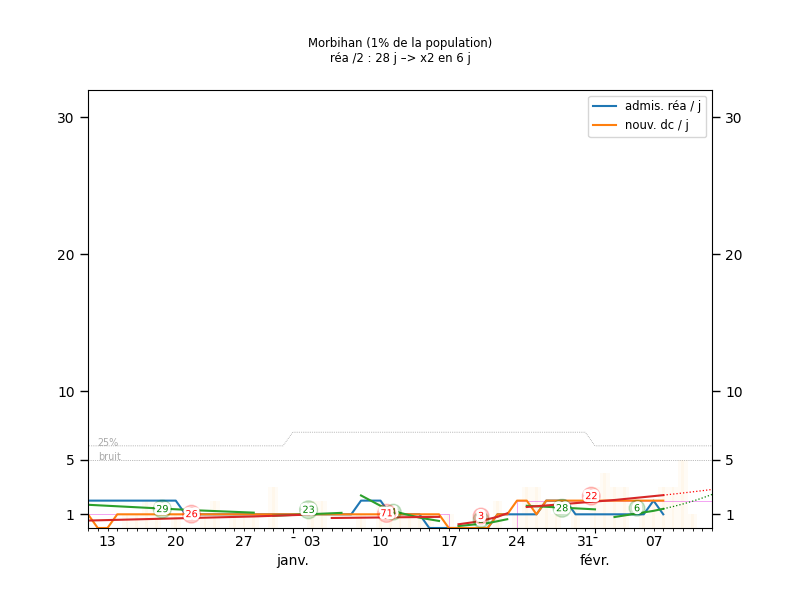 Morbihan (1% de la population)
réa /2 : 28 j –> x2 en 6 j
admis. réa / j
nouv. dc / j
30 30
20 20
10 10
5 5
1 1
25%
bruit
29 26 23 71 3 28 22 6
13 20 27 - 03 10 17 24 31- 07
janv. févr.